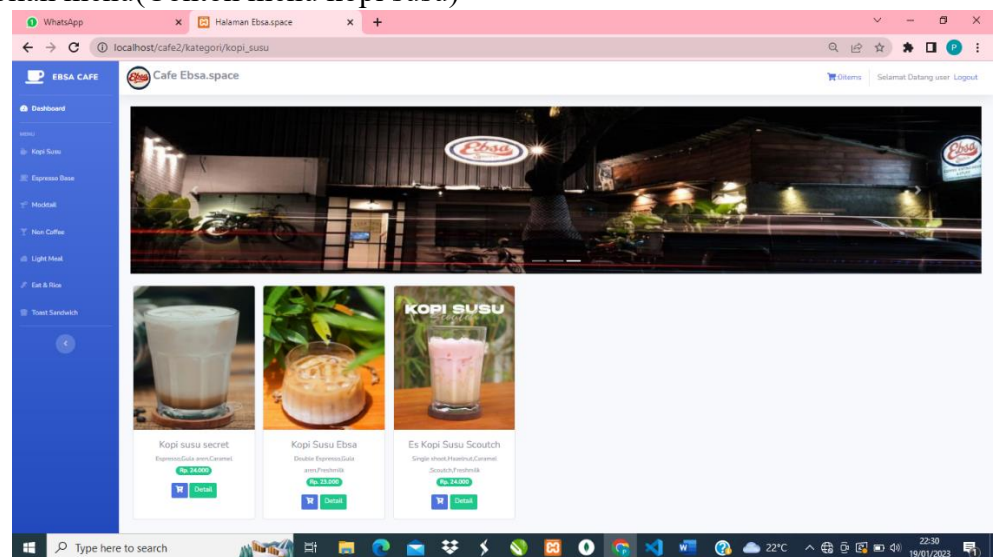 WhatsApp
Halaman Ebsa.space
localhost/cafe2/kategori/kopi_susu
EBSA CAFE
Cafe Ebsa.space
0items
Selamat Datang user Logout
Dashboard
MENU
Kopi Susu
Espresso Base
Mocktail
Non Coffee
Light Meal
Eat & Rice
Toast Sandwich
Ebsa
Ebsa
KOPI SUSU
Scoutch
Kopi susu secret
Espresso,Gula aren,Caramel
Rp. 24.000
Detail
Kopi Susu Ebsa
Double Espresso,Gula
aren,Freshmilk
Rp. 23.000
Detail
Es Kopi Susu Scoutch
Single shoot,Hazelnut,Caramel
,Scoutch,Freshmilk
Rp. 24.000
Detail
Type here to search
22°C
22:30
19/01/2023